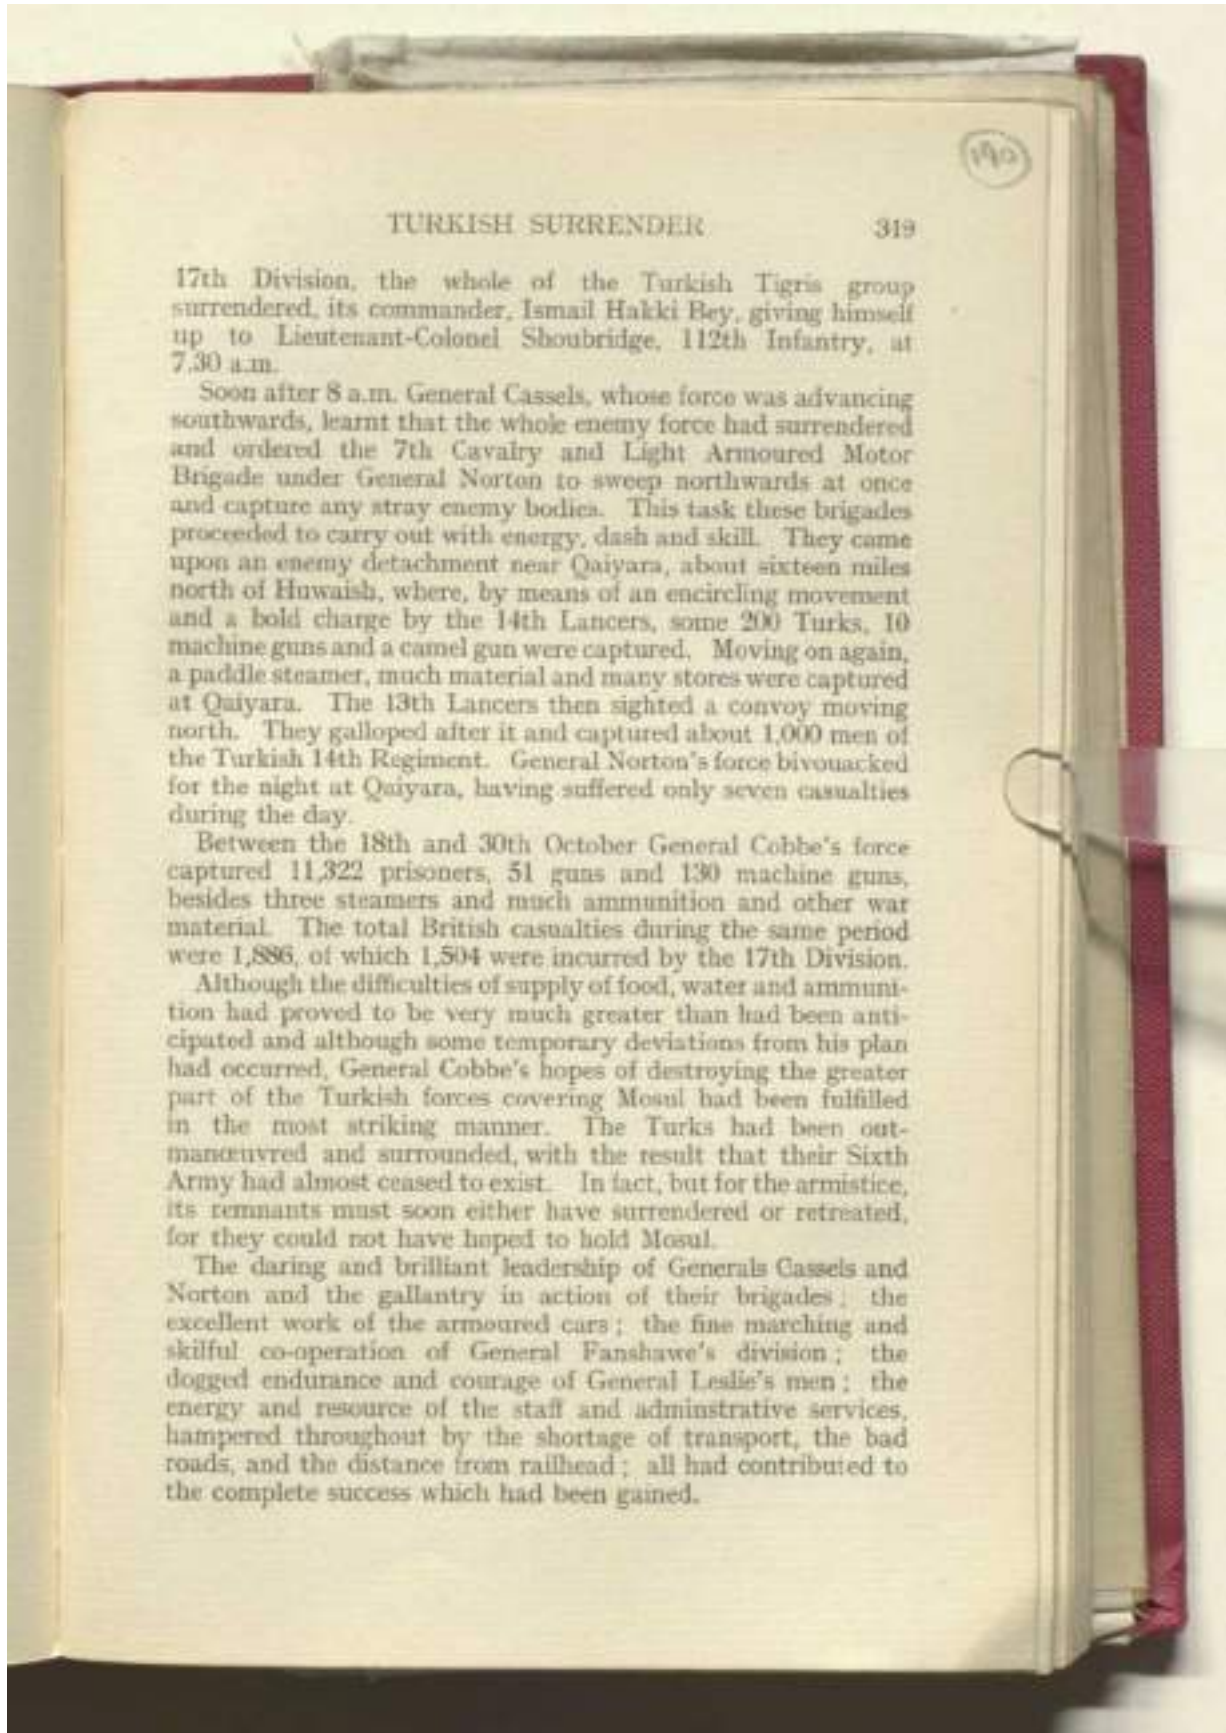 190
TURKISH SURRENDER 319
17th Division, the whole of the Turkish Tigris group
surrendered, its commander, Ismail Hakki Bey, giving himself
up to Lieutenant-Colonel Shoubridge, 112th Infantry, at
7.30 a.m.
Soon after 8 a.m. General Cassels, whose force was advancing
southwards, learnt that the whole enemy force had surrendered
and ordered the 7th Cavalry and Light Armoured Motor
Brigade under General Norton to sweep northwards at once
and capture any stray enemy bodies. This task these brigades
proceeded to carry out with energy, dash and skill. They came
upon an enemy detachment near Qaiyara, about sixteen miles
north of Huwaish, where, by means of an encircling movement
and a bold charge by the 14th Lancers, some 200 Turks, 10
machine guns and a camel gun were captured. Moving on again,
a paddle steamer, much material and many stores were captured
at Qaiyara. The 13th Lancers then sighted a convoy moving
north. They galloped after it and captured about 1,000 men of
the Turkish 14th Regiment. General Norton's force bivouacked
for the night at Qaiyara, having suffered only seven casualties
during the day.
Between the 18th and 30th October General Cobbe's force
captured 11,322 prisoners, 51 guns and 130 machine guns,
besides three steamers and much ammunition and other war
material. The total British casualties during the same period
were 1,886, of which 1,504 were incurred by the 17th Division.
Although the difficulties of supply of food, water and ammuni-
tion had proved to be very much greater than had been anti-
cipated and although some temporary deviations from his plan
had occurred, General Cobbe's hopes of destroying the greater
part of the Turkish forces covering Mosul had been fulfilled
in the most striking manner. The Turks had been out-
manœuvred and surrounded, with the result that their Sixth
Army had almost ceased to exist. In fact, but for the armistice,
its remnants must soon either have surrendered or retreated,
for they could not have hoped to hold Mosul.
The daring and brilliant leadership of Generals Cassels and
Norton and the gallantry in action of their brigades ; the
excellent work of the armoured cars ; the fine marching and
skilful co-operation of General Fanshawe's division ; the
dogged endurance and courage of General Leslie's men ; the
energy and resource of the staff and adminstrative services,
hampered throughout by the shortage of transport, the bad
roads, and the distance from railhead ; all had contributed to
the complete success which had been gained.